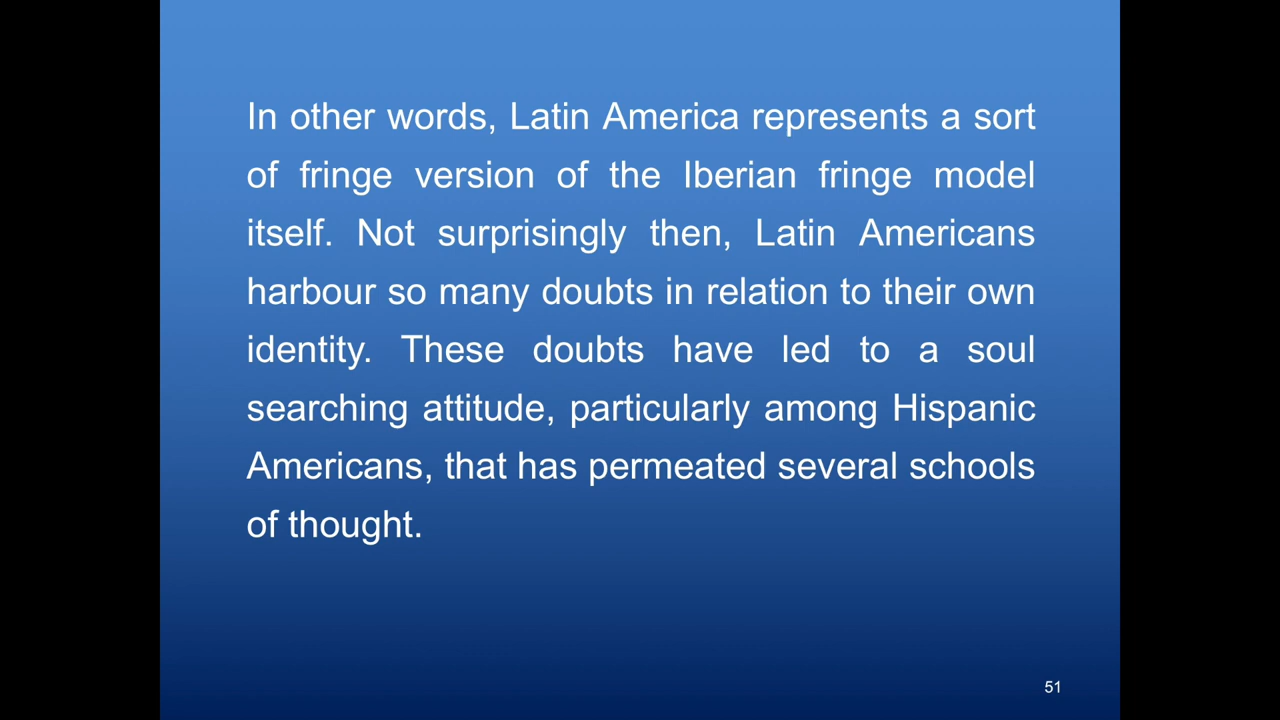 In other words, Latin America represents a sort
of fringe version of the Iberian fringe model
itself. Not surprisingly then, Latin Americans
harbour so many doubts in relation to their own
identity. These doubts have led to a soul
searching attitude, particularly among Hispanic
Americans, that has permeated several schools
of thought.
51